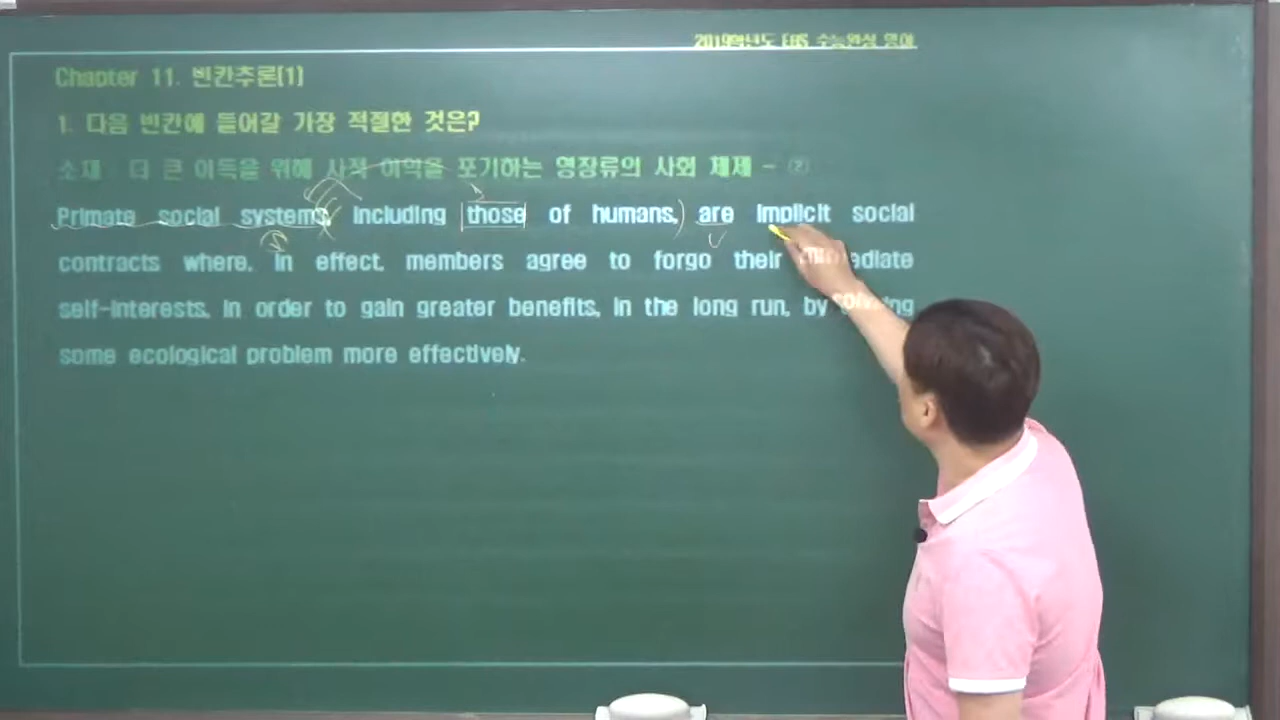 2019학년도 EBS 수능완성 영어
Chapter 11. 빈칸추론(1)
1. 다음 빈칸에 들어갈 가장 적절한 것은?
소재 : 더 큰 이득을 위해 사적 이익을 포기하는 영장류의 사회 체제 - ②
Primate social systems, including those of humans, are implicit social
contracts where, in effect, members agree to forgo their immediate
self-interests, in order to gain greater benefits, in the long run, by solving
some ecological problem more effectively.